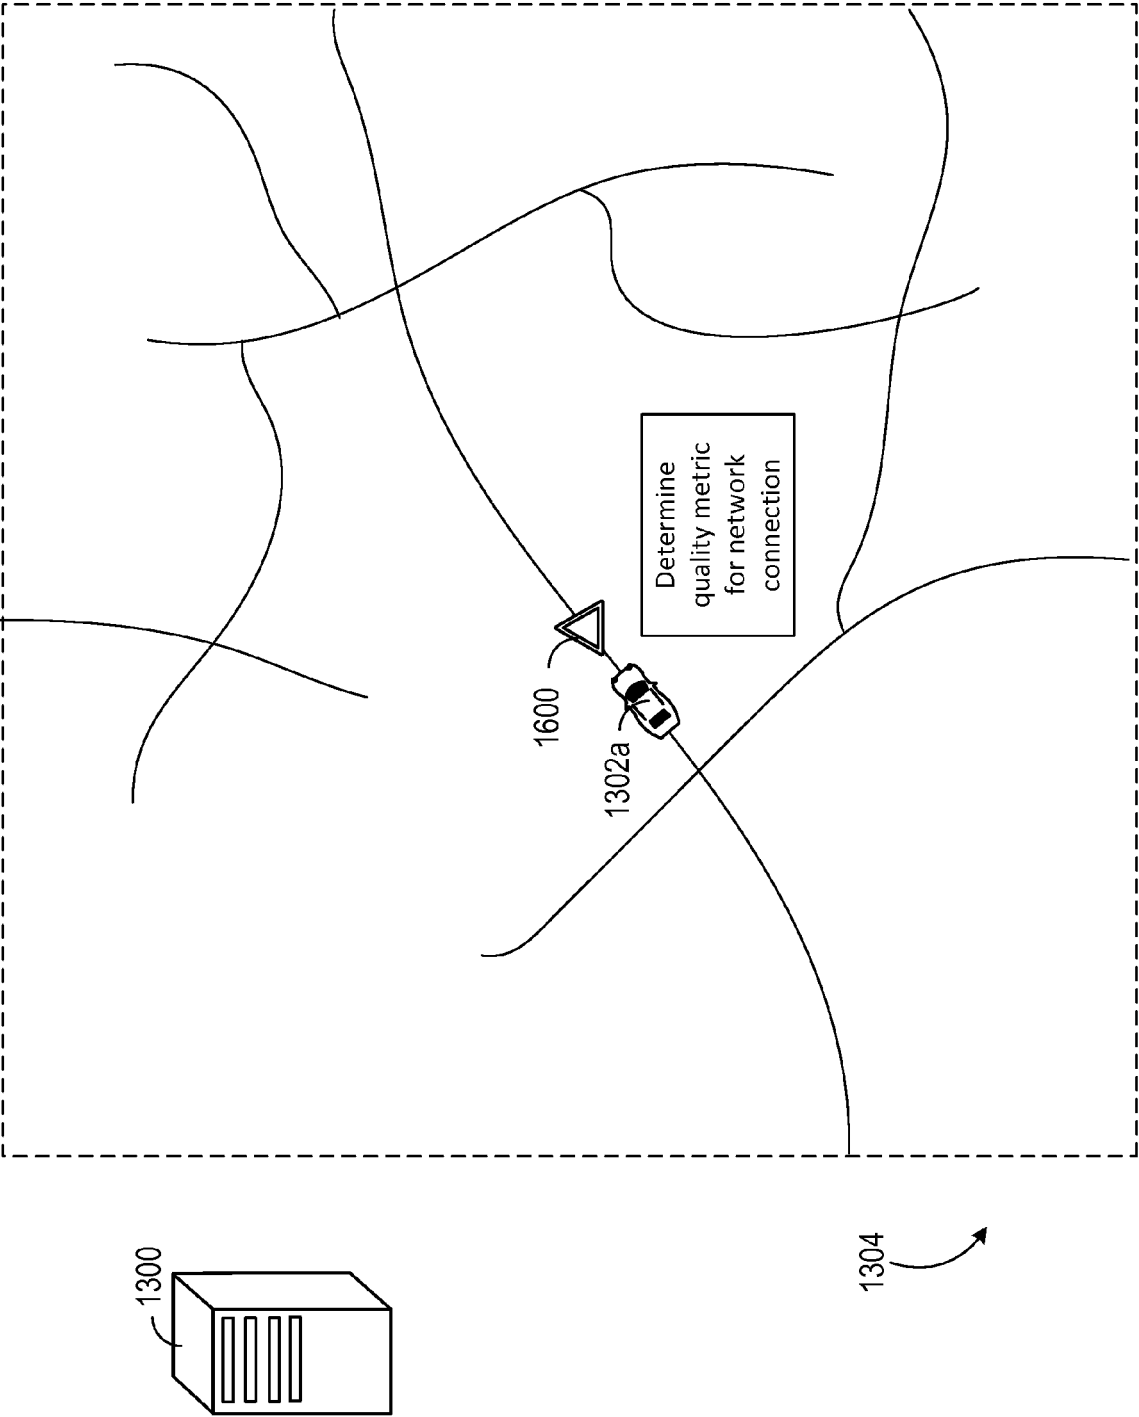 1300
1304
1600
1302a
Determine
quality metric
for network
connection